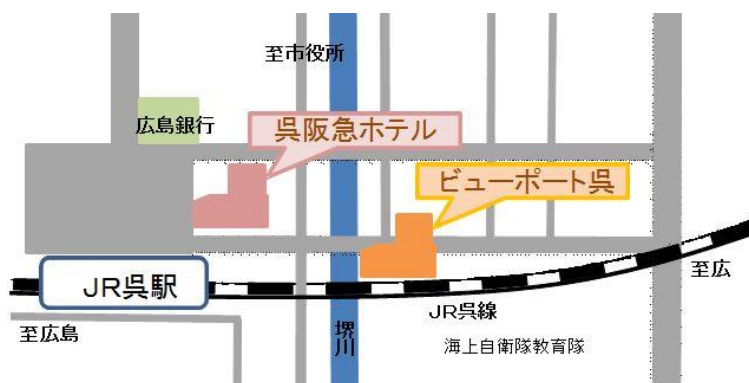 至市役所
広島銀行
呉阪急ホテル
ビューポート呉
至広
JR呉駅
JR呉線
至広島
堺川
海上自衛隊教育隊